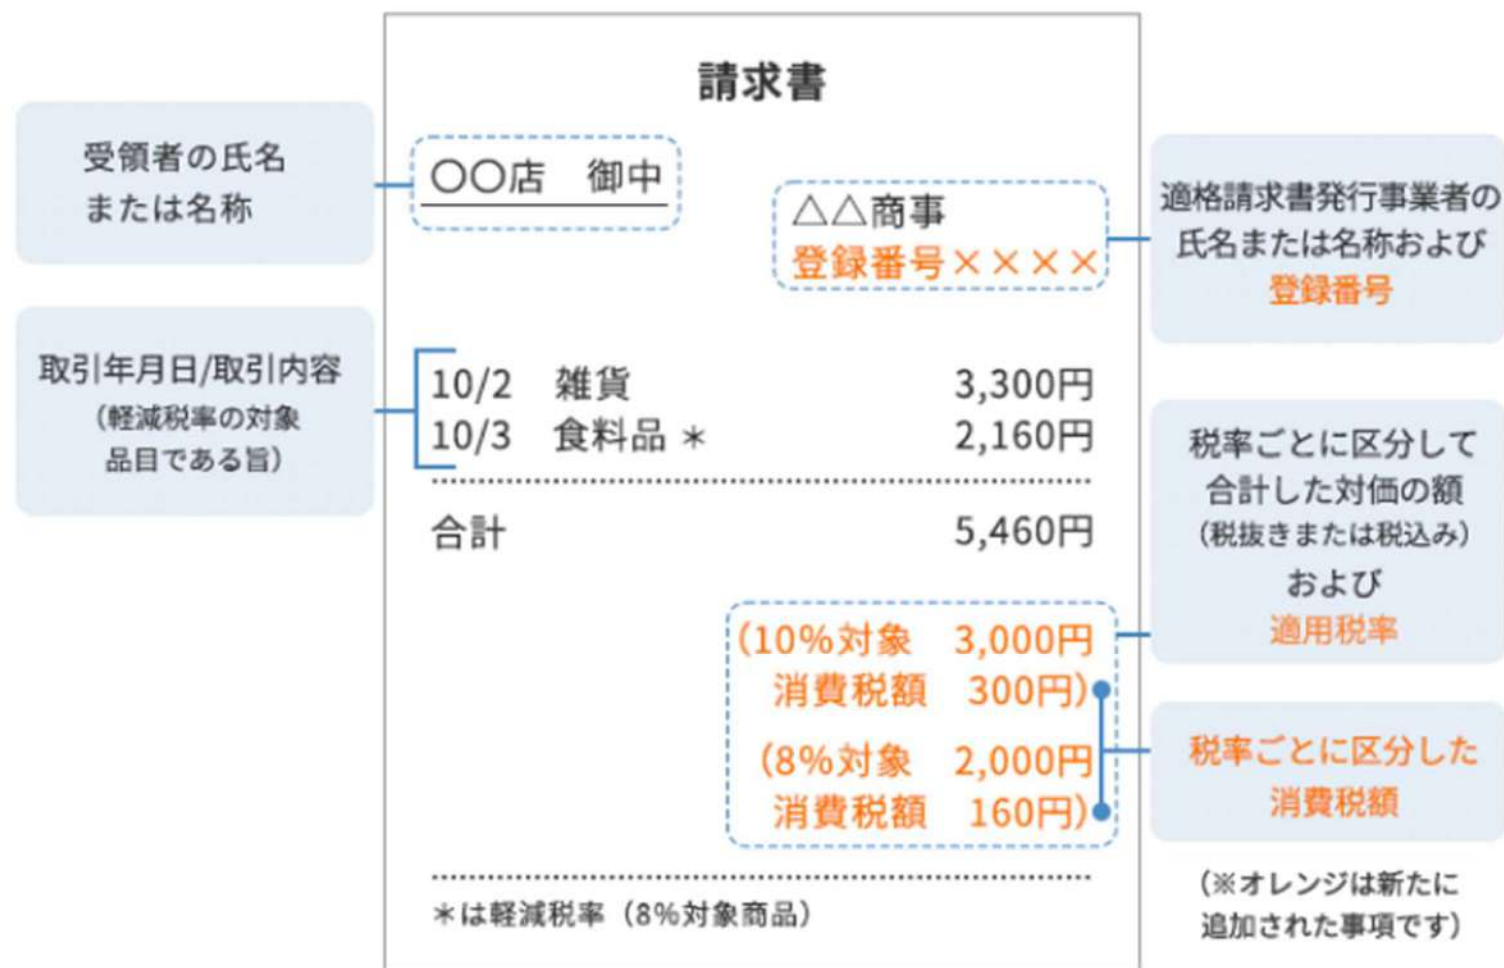 請求書
受領者の氏名
または名称
〇〇店 御中
△△商事
登録番号××××
適格請求書発行事業者の
氏名または名称および
登録番号
取引年月日/取引内容
（軽減税率の対象
品目である旨）
10/2 雑貨 3,300円
10/3 食料品 ＊ 2,160円
合計 5,460円
税率ごとに区分して
合計した対価の額
（税抜きまたは税込み）
および
適用税率
（10%対象 3,000円
消費税額 300円）
（8%対象 2,000円
消費税額 160円）
税率ごとに区分した
消費税額
＊は軽減税率（8%対象商品）
（※オレンジは新たに
追加された事項です）